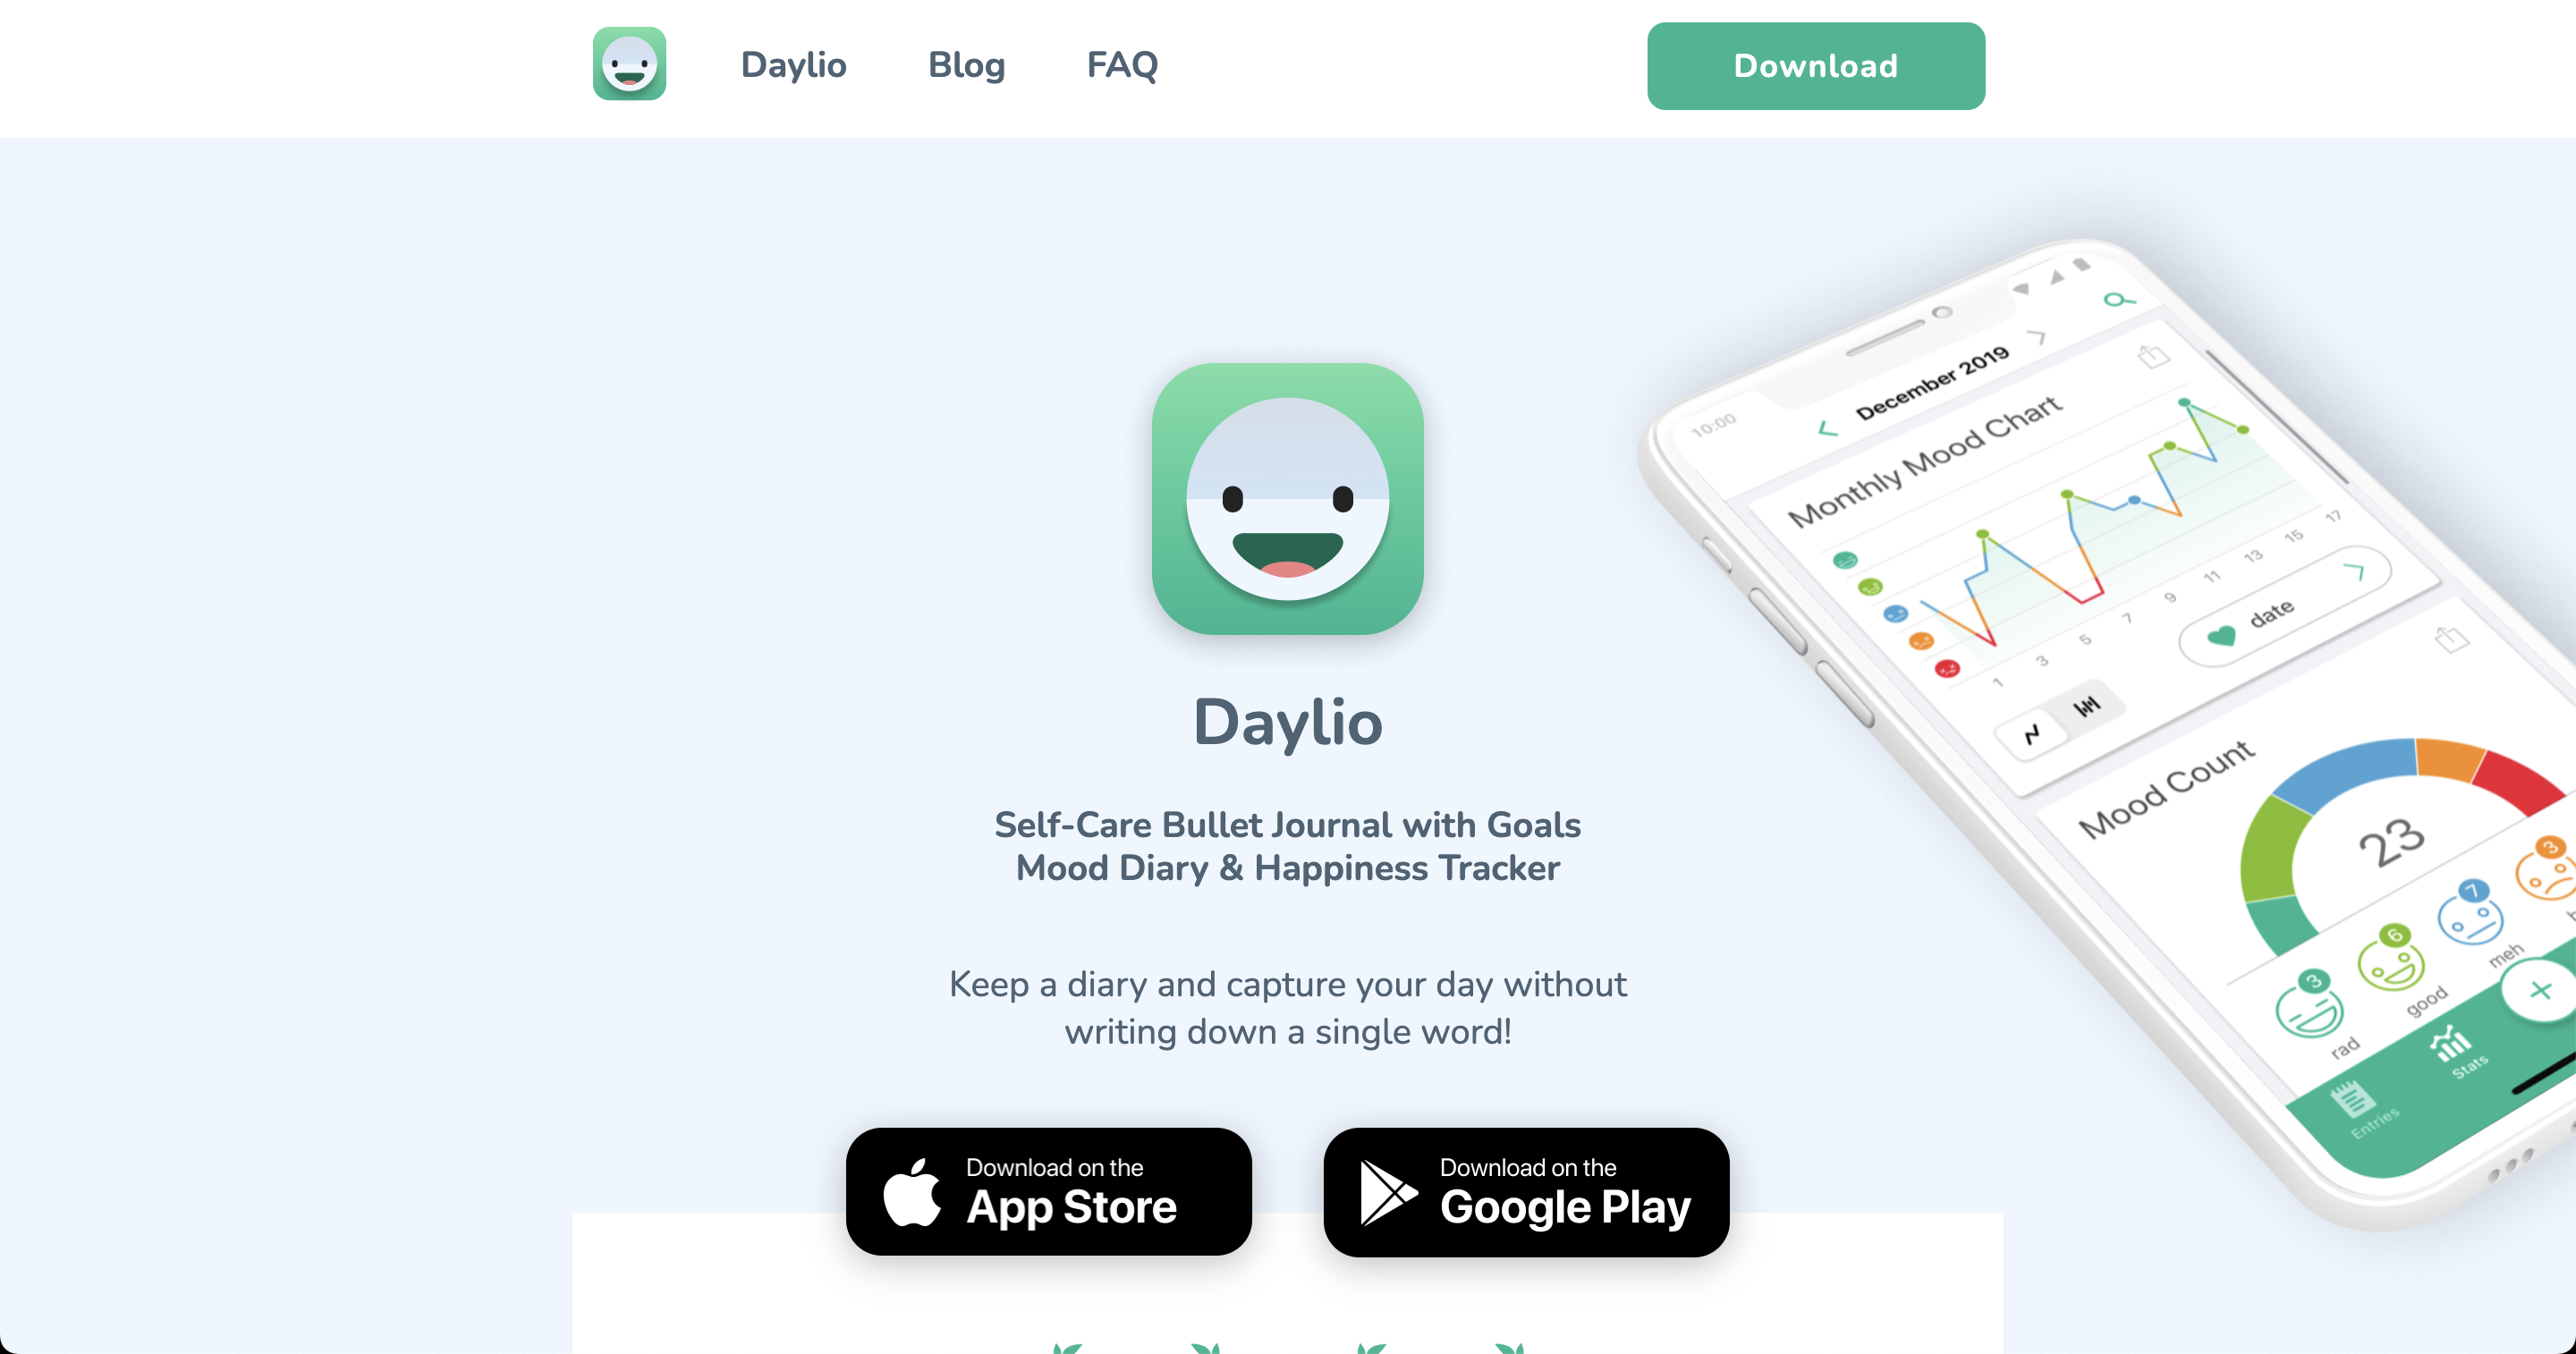 Daylio
Blog
FAQ
Download
Daylio
Self-Care Bullet Journal with Goals
Mood Diary & Happiness Tracker
Keep a diary and capture your day without
writing down a single word!
Download on the
App Store
Download on the
Google Play
10:00
December 2019
Monthly Mood Chart
1 3 5 7 9 11 13 15 17
date
Mood Count
23
3 6 7 3
rad good meh
Entries
Stats